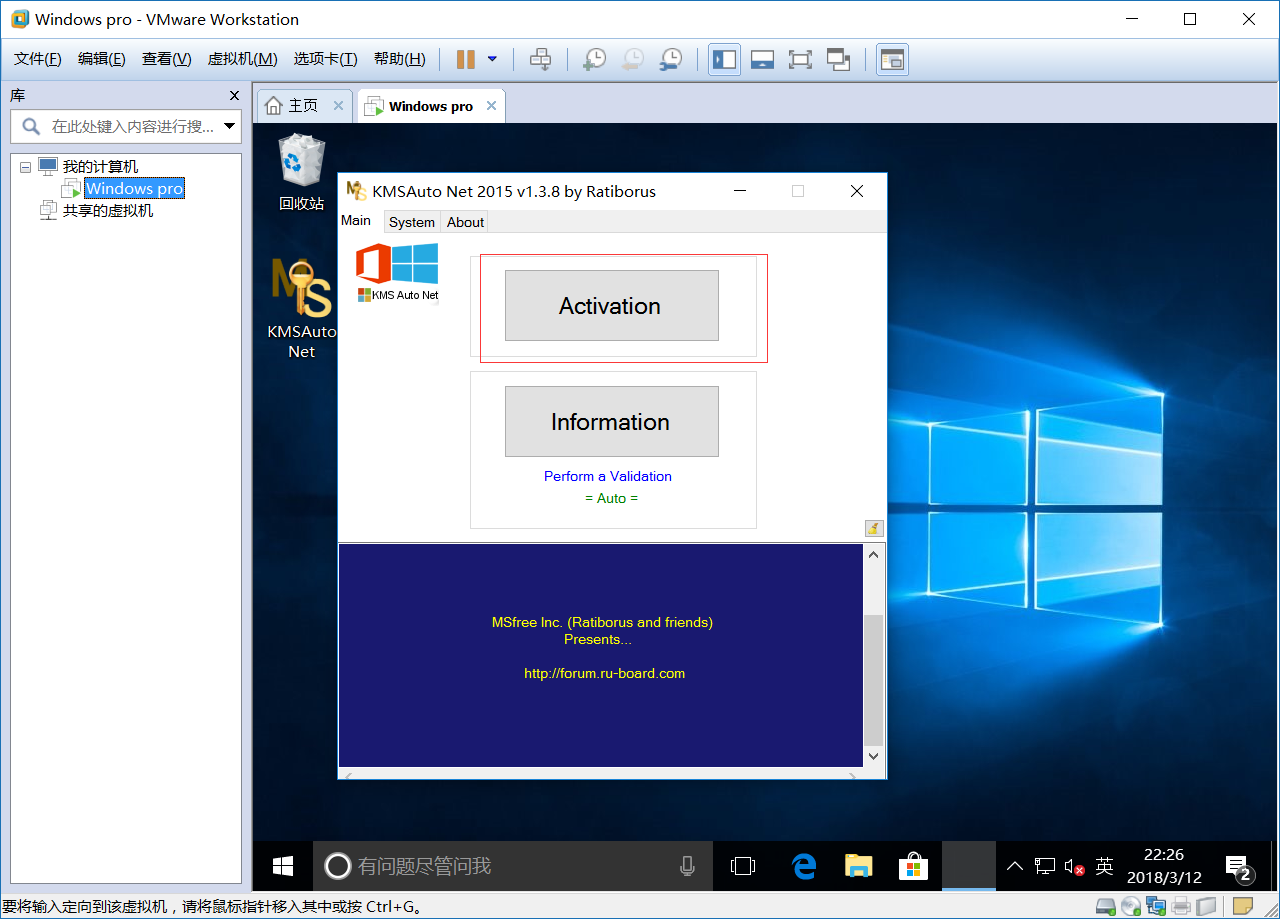 Windows pro - VMware Workstation
文件(F) 编辑(E) 查看(V) 虚拟机(M) 选项卡(T) 帮助(H)
库
在此处键入内容进行搜...
我的计算机
Windows pro
共享的虚拟机
主页
Windows pro
回收站
KMSAuto
Net
KMSAuto Net 2015 v1.3.8 by Ratiborus
Main System About
KMS Auto Net
Activation
Information
Perform a Validation
= Auto =
MSfree Inc. (Ratiborus and friends)
Presents...
http://forum.ru-board.com
有问题尽管问我
英
22:26
2018/3/12
2
要将输入定向到该虚拟机，请将鼠标指针移入其中或按 Ctrl+G。